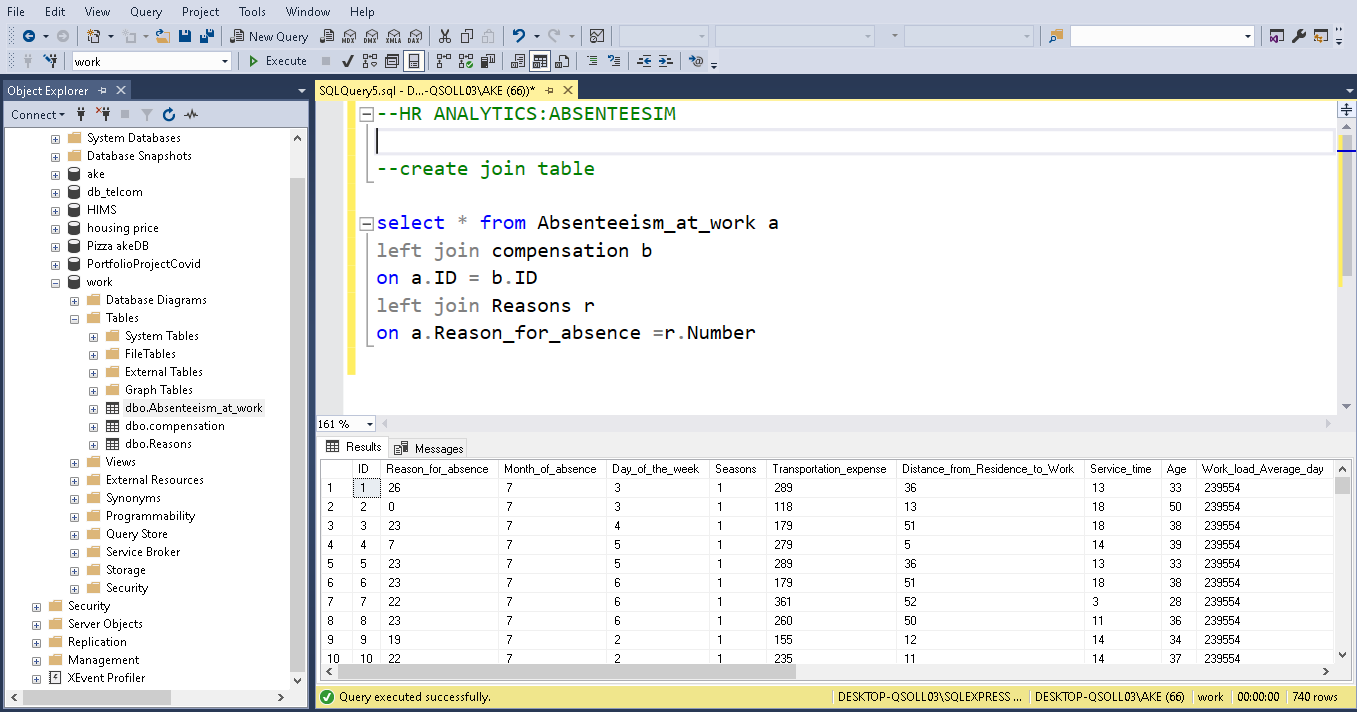 File Edit View Query Project Tools Window Help
New Query MDX DMX XMLA DAX
work Execute
Object Explorer
SQLQuery5.sql - D...-QSOLL03\AKE (66))*
Connect
System Databases
Database Snapshots
ake
db_telcom
HIMS
housing price
Pizza akeDB
PortfolioProjectCovid
work
Database Diagrams
Tables
System Tables
FileTables
External Tables
Graph Tables
dbo.Absenteeism_at_work
dbo.compensation
dbo.Reasons
Views
External Resources
Synonyms
Programmability
Query Store
Service Broker
Storage
Security
Security
Server Objects
Replication
Management
XEvent Profiler
--HR ANALYTICS:ABSENTEESIM
--create join table
select * from Absenteeism_at_work a
left join compensation b
on a.ID = b.ID
left join Reasons r
on a.Reason_for_absence =r.Number
161 %
Results Messages
ID Reason_for_absence Month_of_absence Day_of_the_week Seasons Transportation_expense Distance_from_Residence_to_Work Service_time Age Work_load_Average_day
1 1 26 7 3 1 289 36 13 33 239554
2 2 0 7 3 1 118 13 18 50 239554
3 3 23 7 4 1 179 51 18 38 239554
4 4 7 7 5 1 279 5 14 39 239554
5 5 23 7 5 1 289 36 13 33 239554
6 6 23 7 6 1 179 51 18 38 239554
7 7 22 7 6 1 361 52 3 28 239554
8 8 23 7 6 1 260 50 11 36 239554
9 9 19 7 2 1 155 12 14 34 239554
10 10 22 7 2 1 235 11 14 37 239554
Query executed successfully. DESKTOP-QSOLL03\SQLEXPRESS ... DESKTOP-QSOLL03\AKE (66) work 00:00:00 740 rows